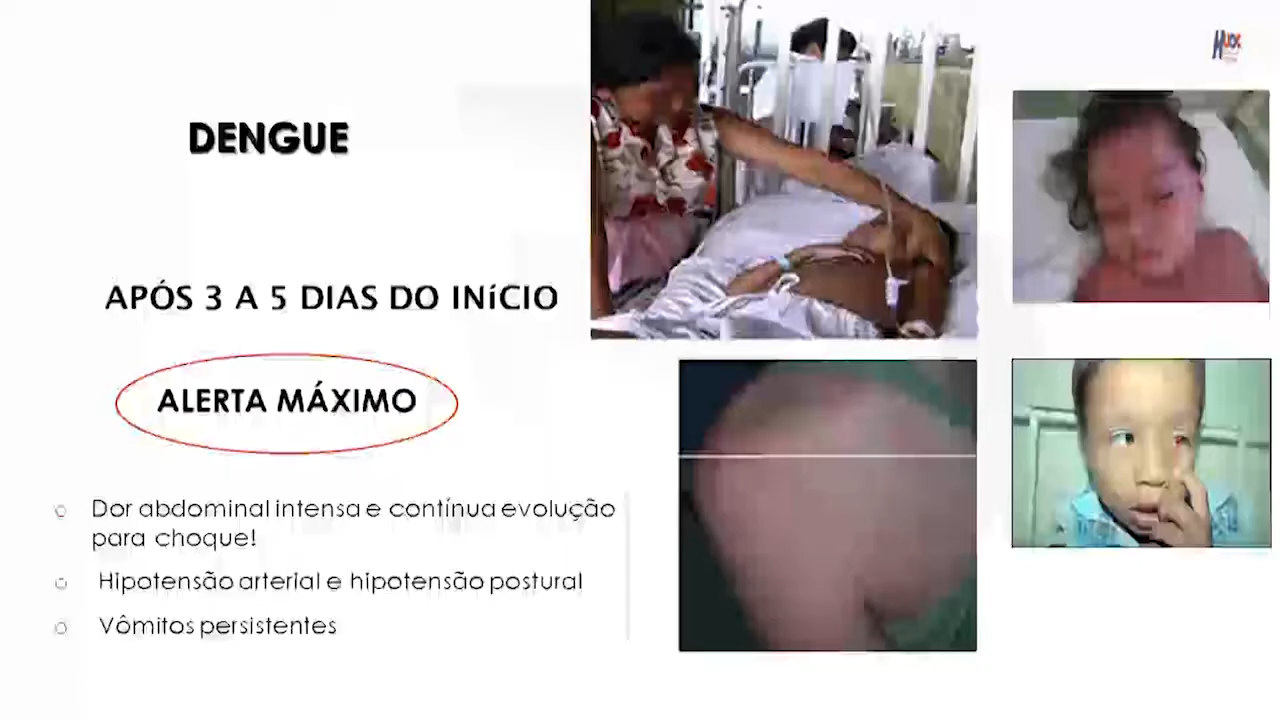 DENGUE
APÓS 3 A 5 DIAS DO INíCIO
ALERTA MÁXIMO
Dor abdominal intensa e contínua evolução
para choque!
Hipotensão arterial e hipotensão postural
Vômitos persistentes